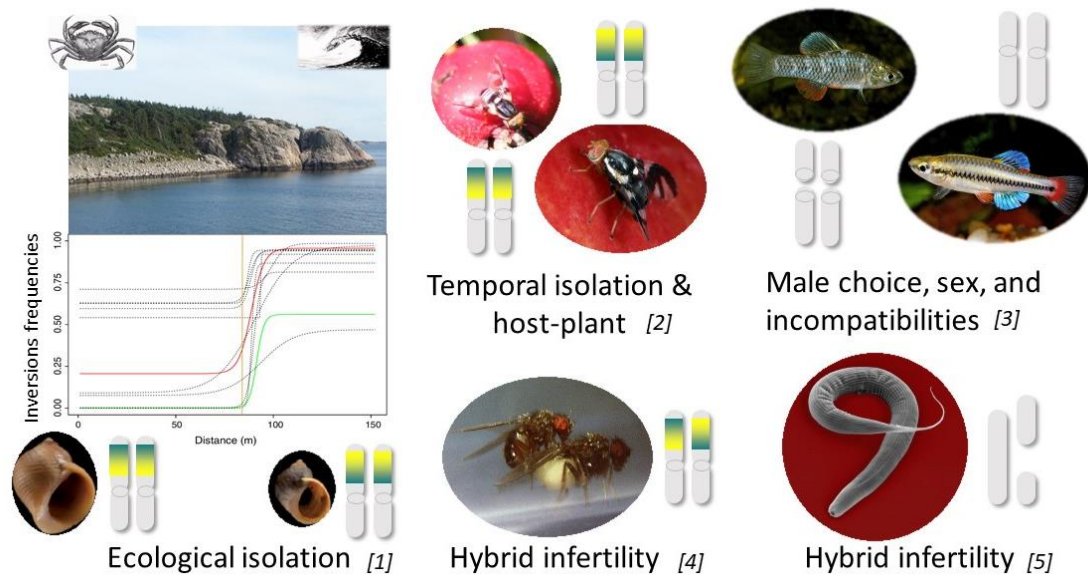 Inversions frequencies
1.00
0.75
0.50
0.25
0.00
0
50
100
150
Distance (m)
Ecological isolation [1]
Temporal isolation &
host-plant [2]
Male choice, sex, and
incompatibilities [3]
Hybrid infertility [4]
Hybrid infertility [5]